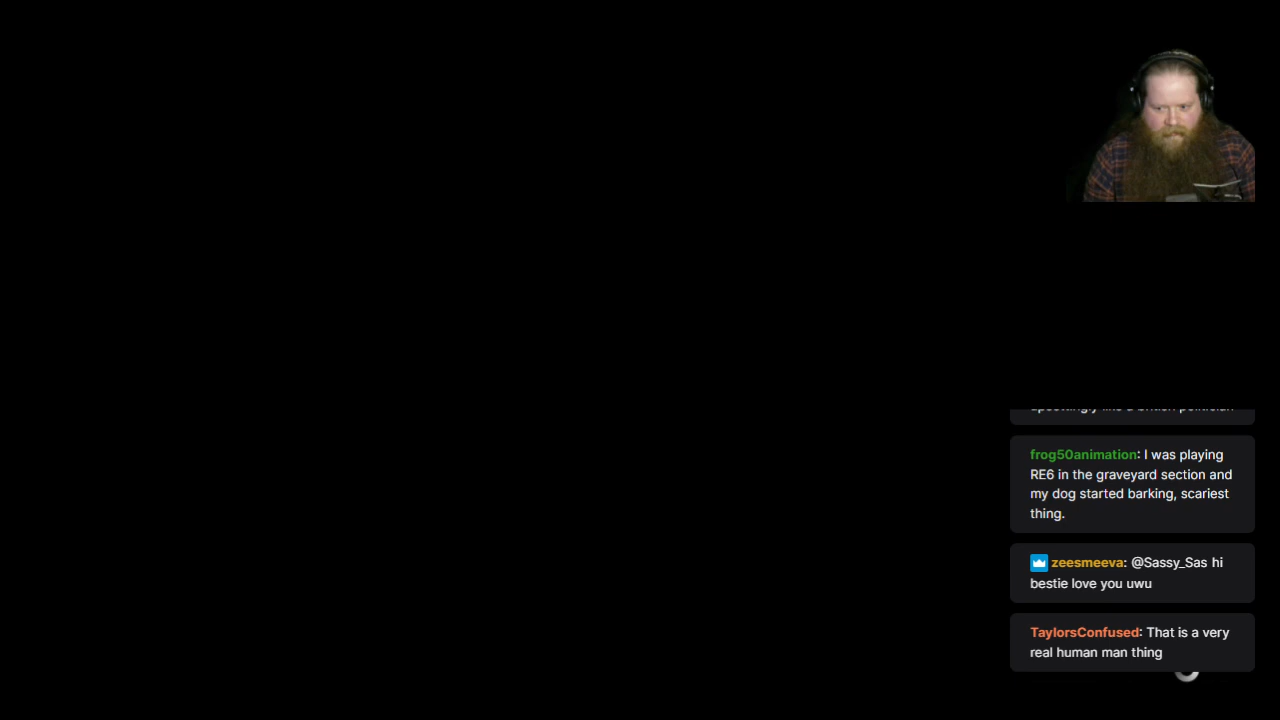 frog50animation: I was playing
RE6 in the graveyard section and
my dog started barking, scariest
thing.
zeesmeeva: @Sassy_Sas hi
bestie love you uwu
TaylorsConfused: That is a very
real human man thing